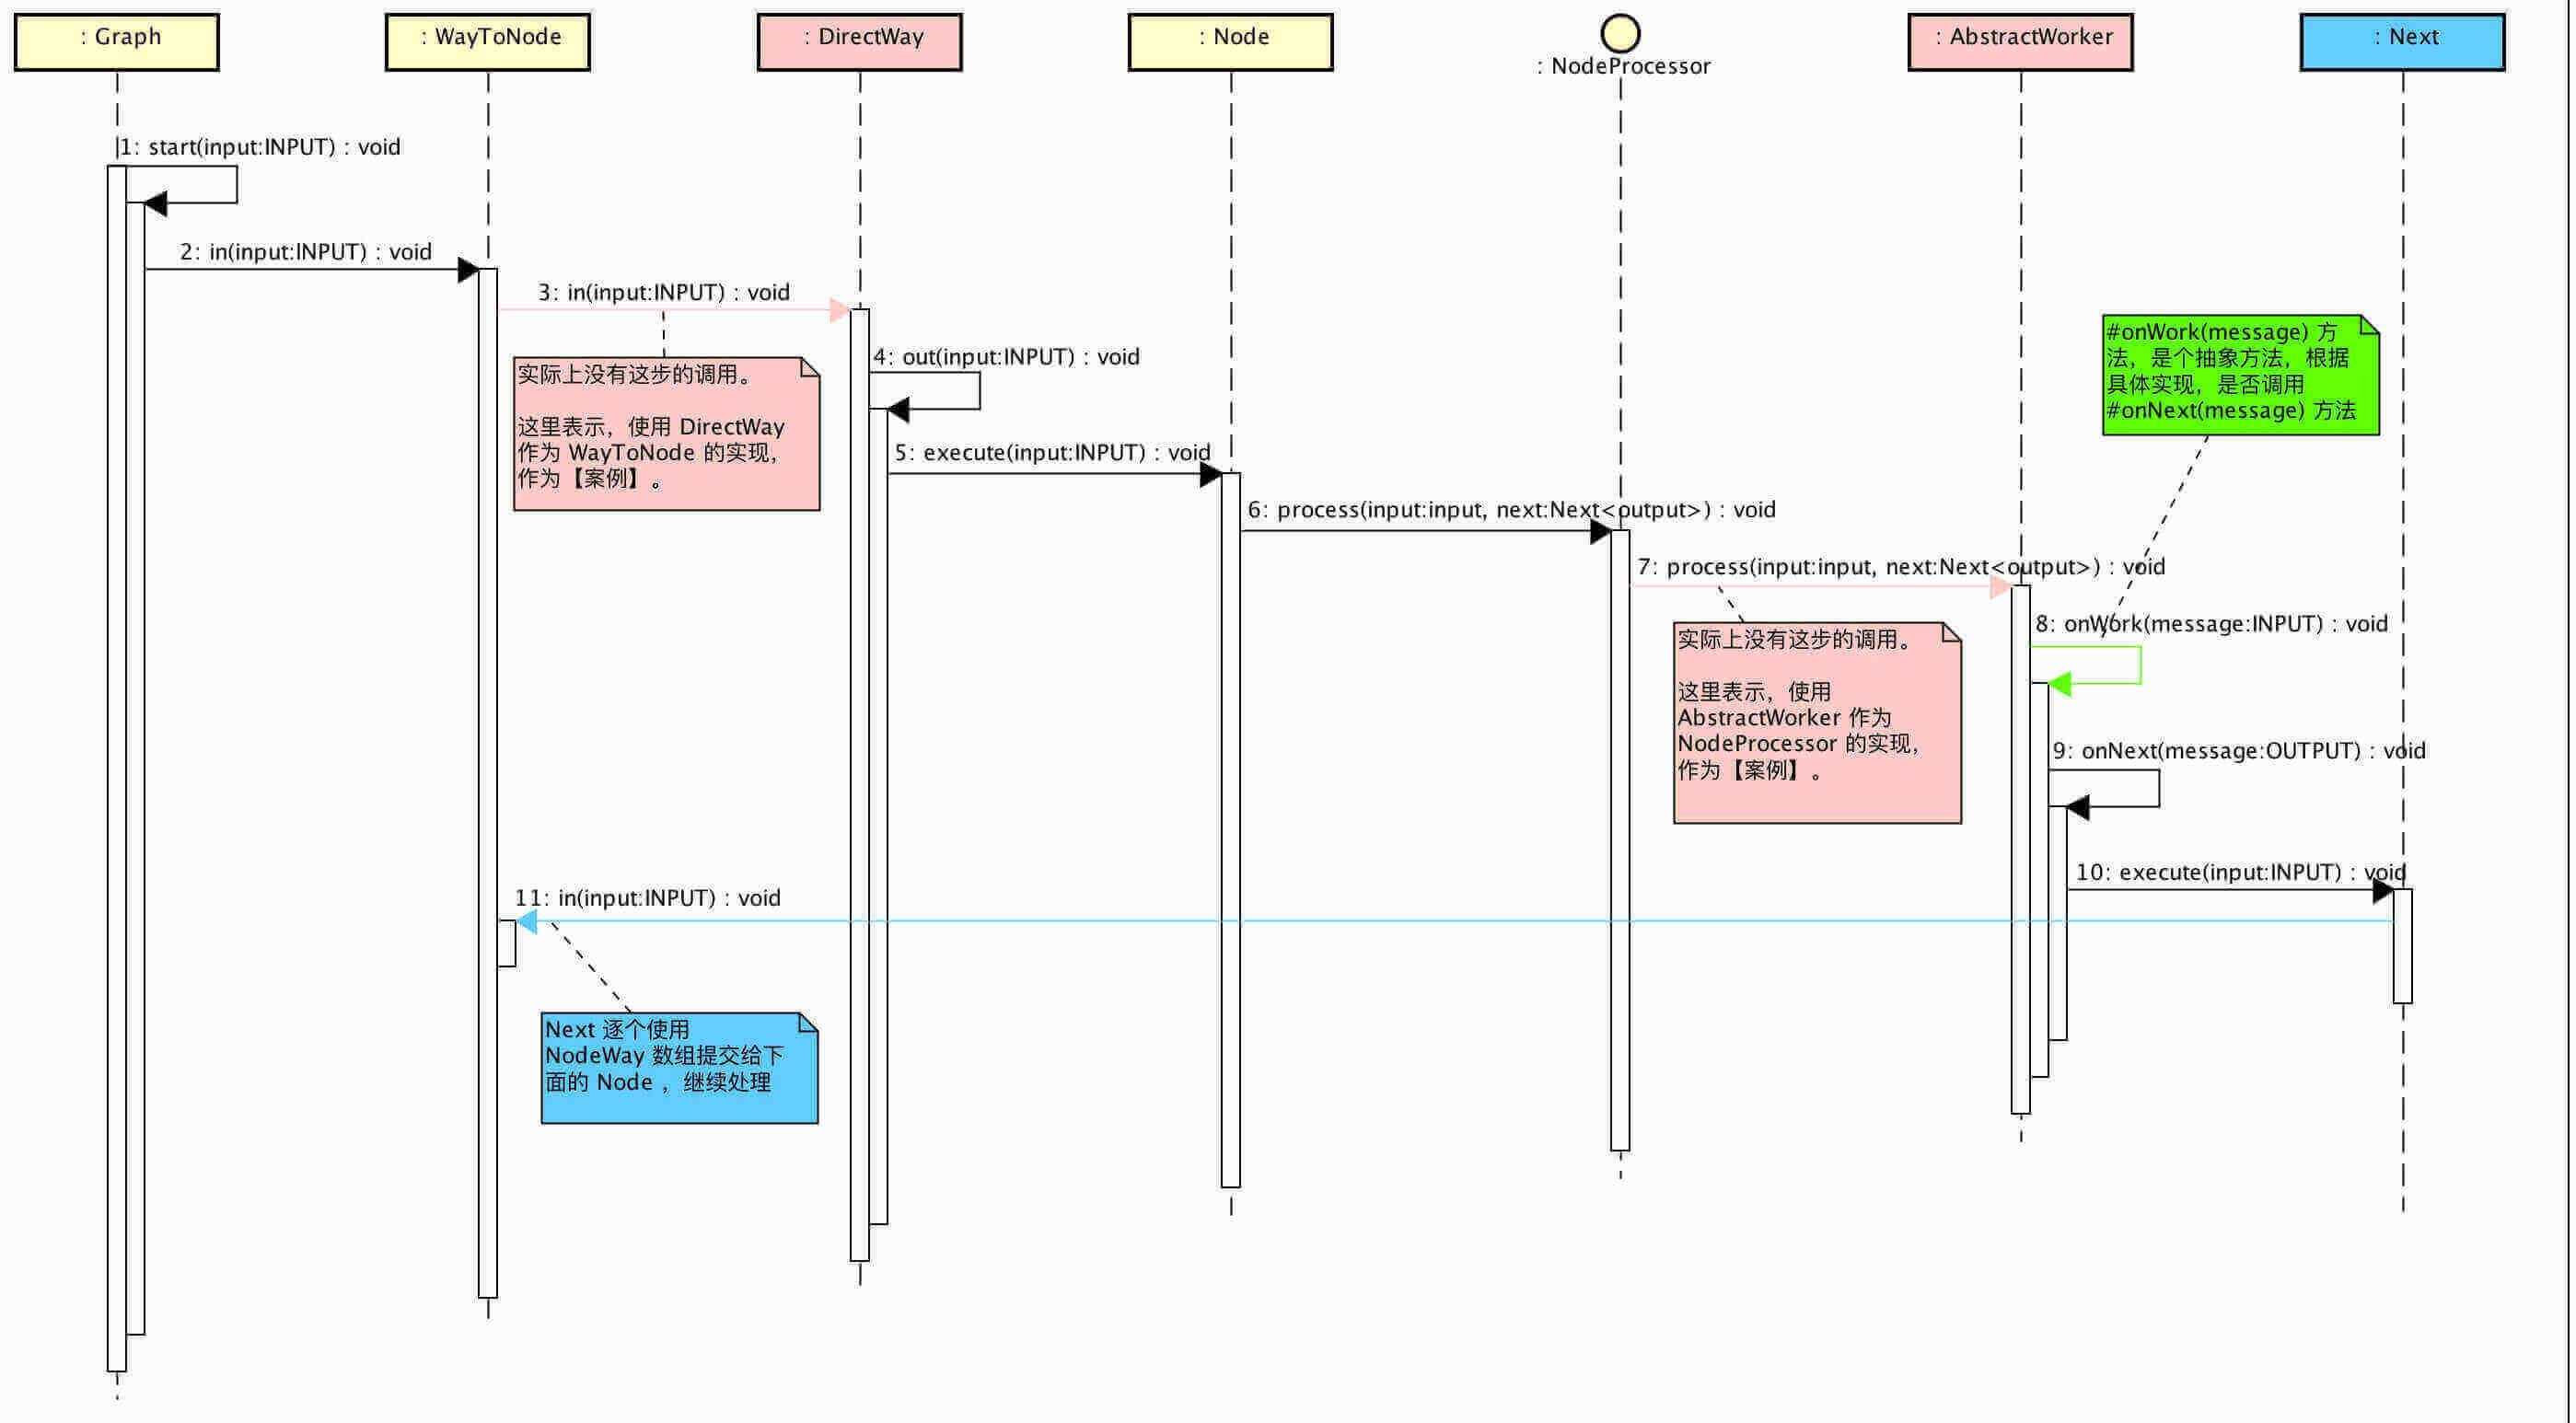 : Graph
: WayToNode
: DirectWay
: Node
: NodeProcessor
: AbstractWorker
: Next
1: start(input:INPUT) : void
2: in(input:INPUT) : void
3: in(input:INPUT) : void
实际上没有这步的调用。
这里表示，使用 DirectWay
作为 WayToNode 的实现，
作为【案例】。
4: out(input:INPUT) : void
5: execute(input:INPUT) : void
6: process(input:input, next:Next<output>) : void
#onWork(message) 方
法，是个抽象方法，根据
具体实现，是否调用
#onNext(message) 方法
7: process(input:input, next:Next<output>) : void
实际上没有这步的调用。
这里表示，使用
AbstractWorker 作为
NodeProcessor 的实现，
作为【案例】。
8: onWork(message:INPUT) : void
9: onNext(message:OUTPUT) : void
10: execute(input:INPUT) : void
11: in(input:INPUT) : void
Next 逐个使用
NodeWay 数组提交给下
面的 Node ，继续处理